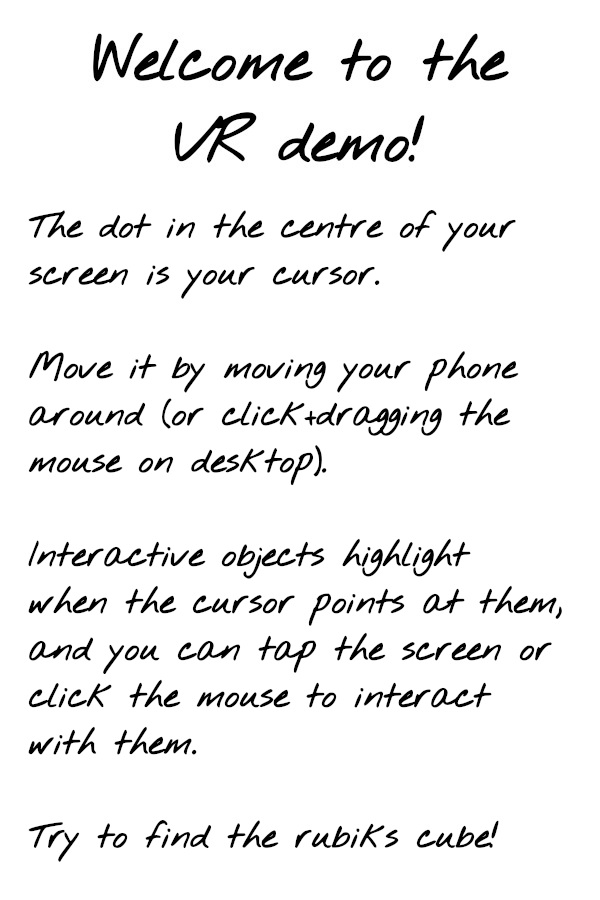 Welcome to the
VR demo!
The dot in the centre of your
screen is your cursor.
Move it by moving your phone
around (or click+dragging the
mouse on desktop).
Interactive objects highlight
when the cursor points at them,
and you can tap the screen or
click the mouse to interact
with them.
Try to find the rubiks cube!